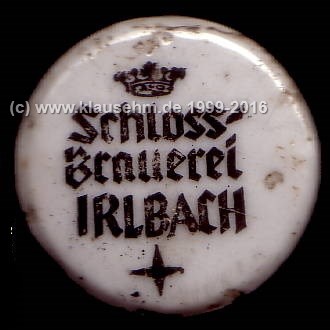 (c) www.klausehm.de 1999-2016
Schloss-
Brauerei
IRLBACH